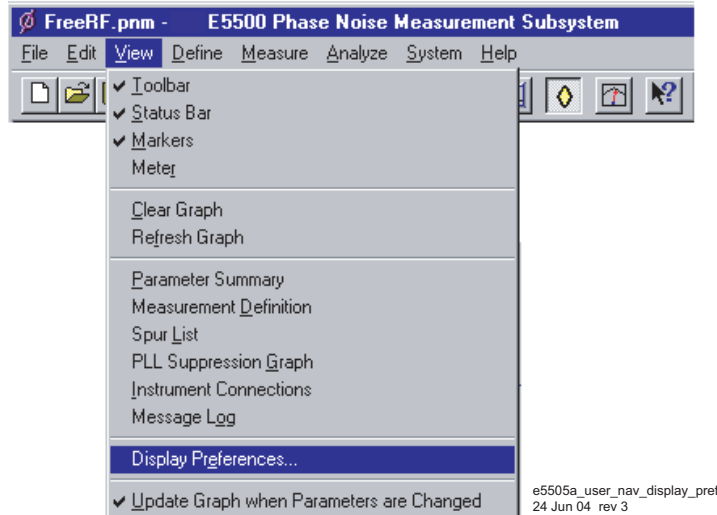 FreeRF.pnm - E5500 Phase Noise Measurement Subsystem
File Edit View Define Measure Analyze System Help
Toolbar
Status Bar
Markers
Meter
Clear Graph
Refresh Graph
Parameter Summary
Measurement Definition
Spur List
PLL Suppression Graph
Instrument Connections
Message Log
Display Preferences...
Update Graph when Parameters are Changed
e5505a_user_nav_display_pref
24 Jun 04 rev 3